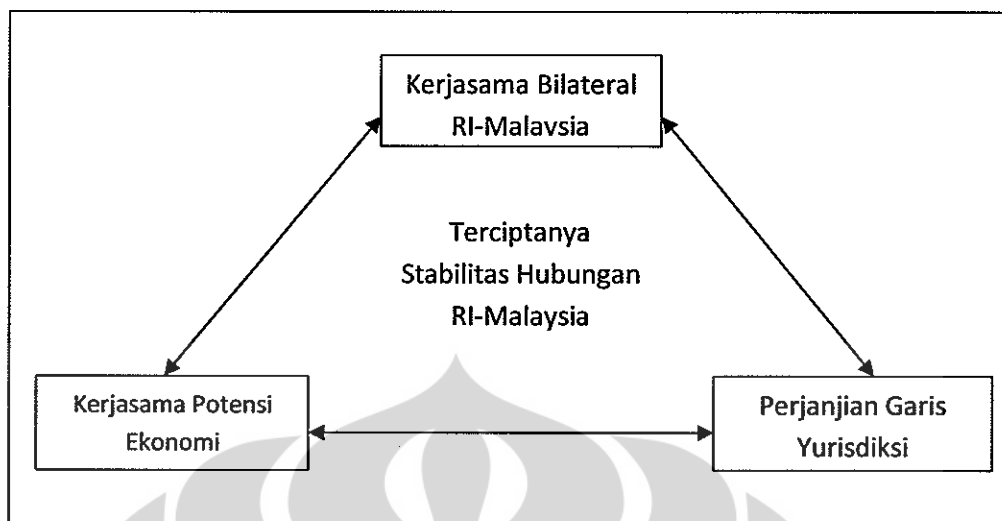 Kerjasama Bilateral
RI-Malavsia
Terciptanya
Stabilitas Hubungan
RI-Malaysia
Kerjasama Potensi
Ekonomi
Perjanjian Garis
Yurisdiksi